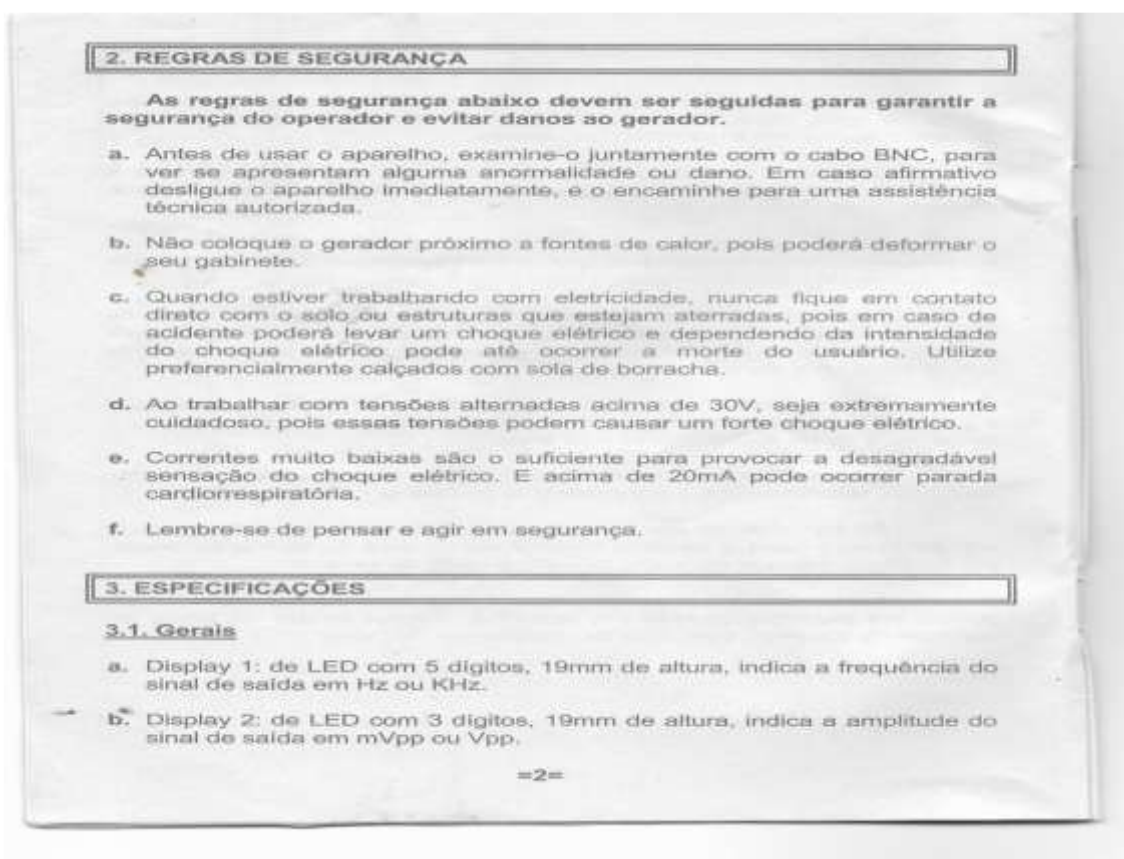 2. REGRAS DE SEGURANÇA
As regras de segurança abaixo devem ser seguidas para garantir a
segurança do operador e evitar danos ao gerador.
a. Antes de usar o aparelho, examine-o juntamente com o cabo BNC, para
ver se apresentam alguma anormalidade ou dano. Em caso afirmativo
desligue o aparelho imediatamente, e o encaminhe para uma assistência
técnica autorizada.
b. Não coloque o gerador próximo a fontes de calor, pois poderá deformar o
seu gabinete.
c. Quando estiver trabalhando com eletricidade, nunca fique em contato
direto com o solo ou estruturas que estejam aterradas, pois em caso de
acidente poderá levar um choque elétrico e dependendo da intensidade
do choque elétrico pode até ocorrer a morte do usuário. Utilize
preferencialmente calçados com sola de borracha.
d. Ao trabalhar com tensões alternadas acima de 30V, seja extremamente
cuidadoso, pois essas tensões podem causar um forte choque elétrico.
e. Correntes muito baixas são o suficiente para provocar a desagradável
sensação do choque elétrico. E acima de 20mA pode ocorrer parada
cardiorrespiratória.
f. Lembre-se de pensar e agir em segurança.
3. ESPECIFICAÇÕES
3.1. Gerais
a. Display 1: de LED com 5 dígitos, 19mm de altura, indica a frequência do
sinal de saída em Hz ou KHz.
b. Display 2: de LED com 3 dígitos, 19mm de altura, indica a amplitude do
sinal de saída em mVpp ou Vpp.
=2=